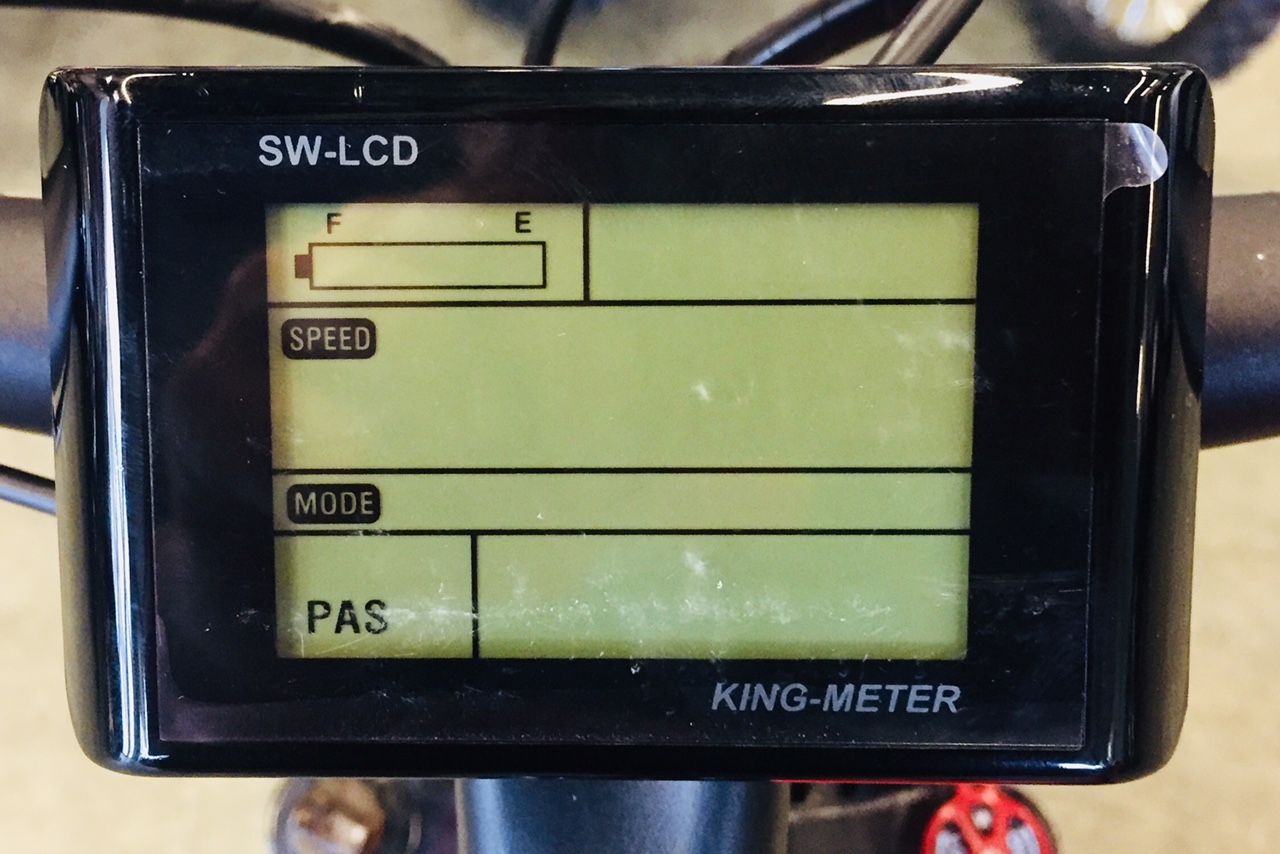 SW-LCD
F E
SPEED
MODE
PAS
KING-METER